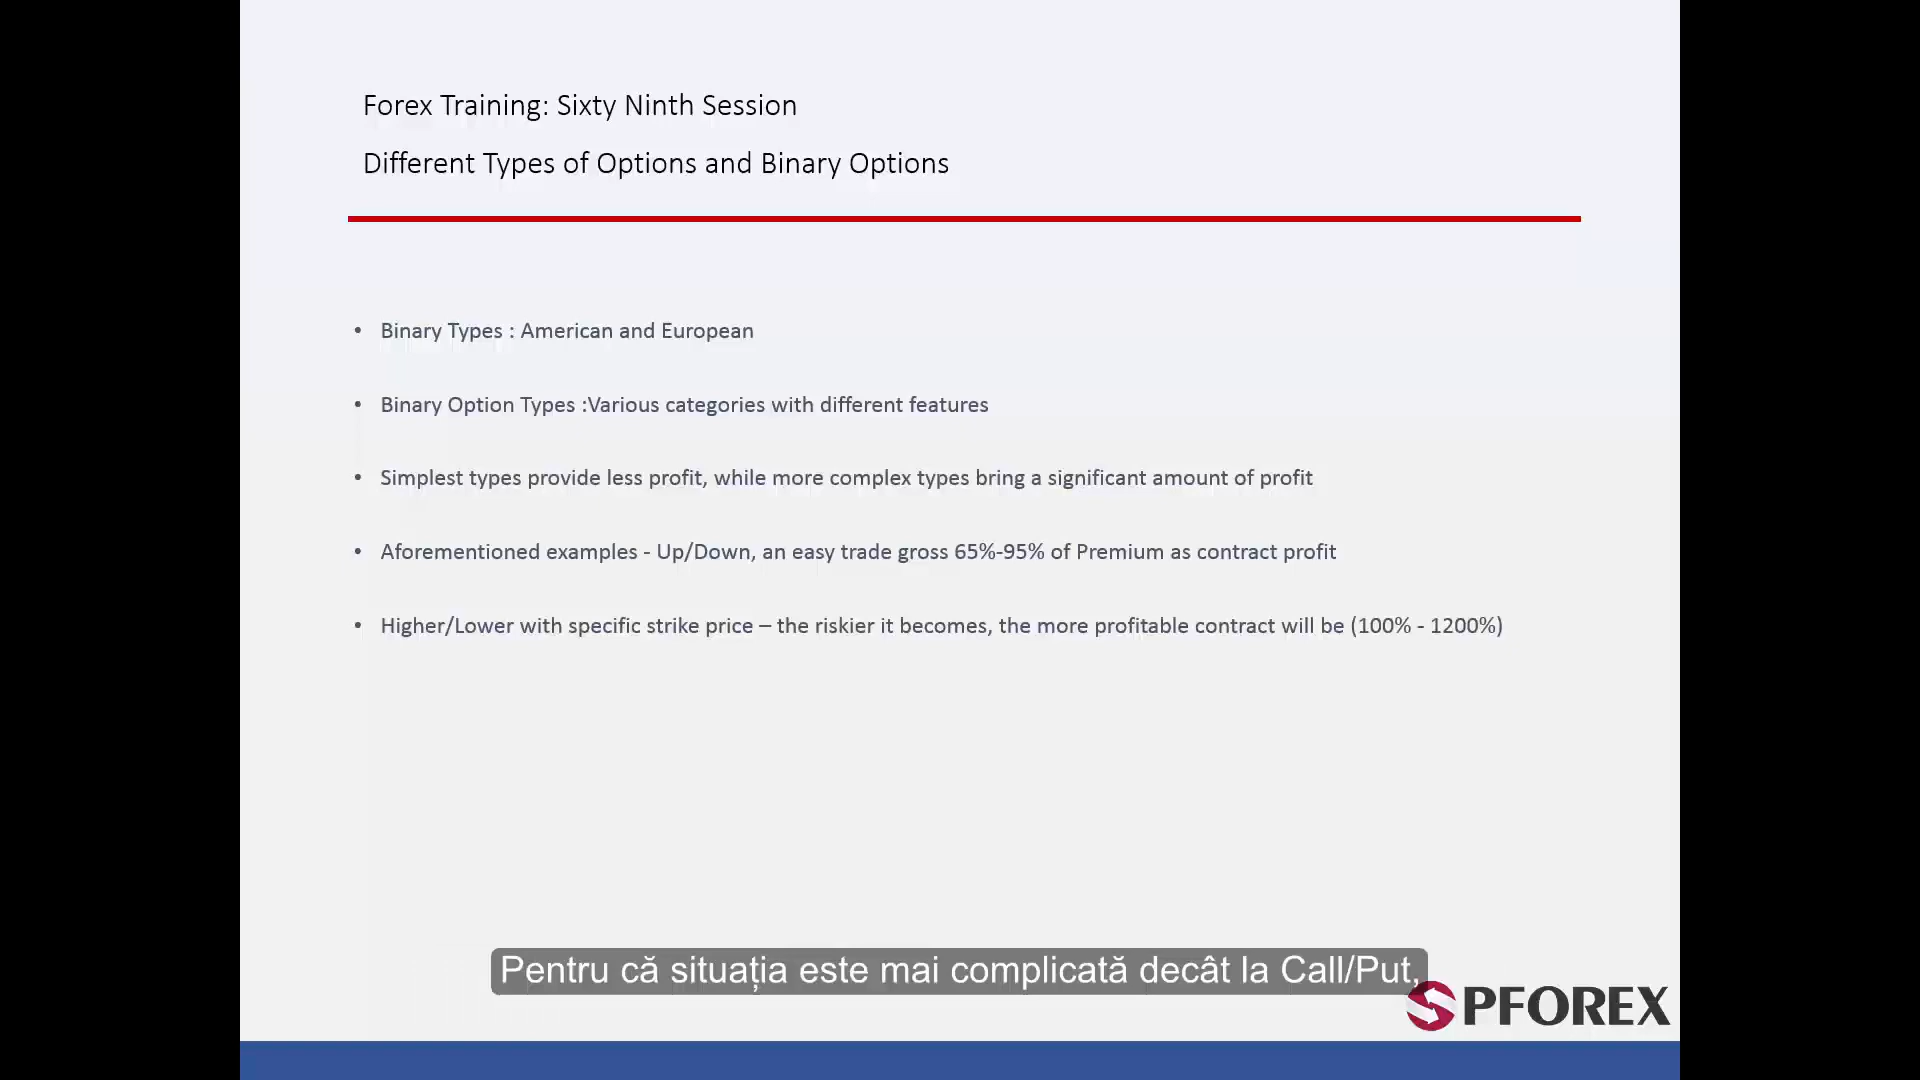 Forex Training: Sixty Ninth Session
Different Types of Options and Binary Options
• Binary Types : American and European
• Binary Option Types :Various categories with different features
• Simplest types provide less profit, while more complex types bring a significant amount of profit
• Aforementioned examples - Up/Down, an easy trade gross 65%-95% of Premium as contract profit
• Higher/Lower with specific strike price – the riskier it becomes, the more profitable contract will be (100% - 1200%)
Pentru că situația este mai complicată decât la Call/Put,
PFOREX